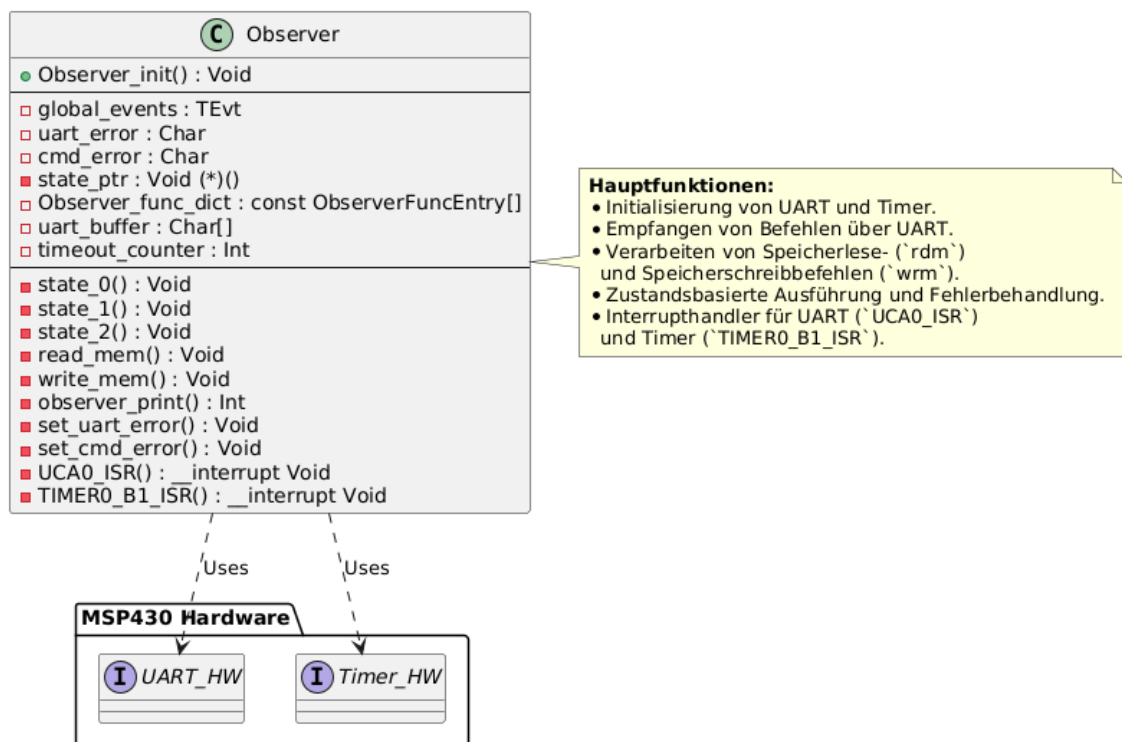 C Observer
Observer_init() : Void
global_events : TEvt
uart_error : Char
cmd_error : Char
state_ptr : Void (*)()
Observer_func_dict : const ObserverFuncEntry[]
uart_buffer : Char[]
timeout_counter : Int
state_0() : Void
state_1() : Void
state_2() : Void
read_mem() : Void
write_mem() : Void
observer_print() : Int
set_uart_error() : Void
set_cmd_error() : Void
UCA0_ISR() : __interrupt Void
TIMER0_B1_ISR() : __interrupt Void
Hauptfunktionen:
• Initialisierung von UART und Timer.
• Empfangen von Befehlen über UART.
• Verarbeiten von Speicherlese- (`rdm`)
und Speicherschreibbefehlen (`wrm`).
• Zustandsbasierte Ausführung und Fehlerbehandlung.
• Interrupthandler für UART (`UCA0_ISR`)
und Timer (`TIMER0_B1_ISR`).
Uses
Uses
MSP430 Hardware
I UART_HW
I Timer_HW